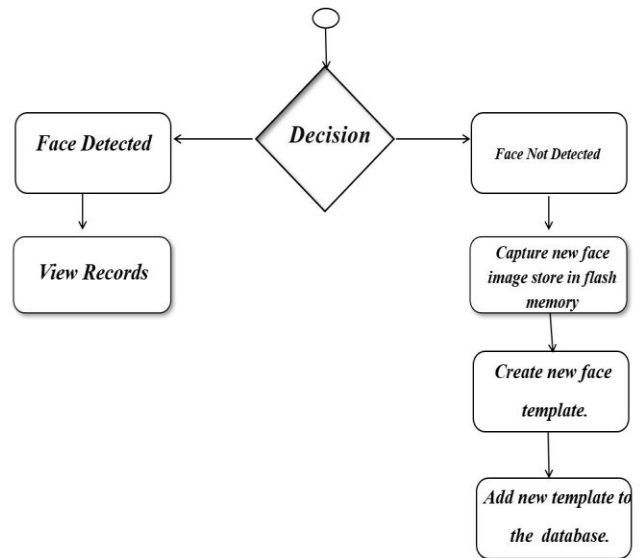 Decision
Face Detected
View Records
Face Not Detected
Capture new face
image store in flash
memory
Create new face
template.
Add new template to
the database.